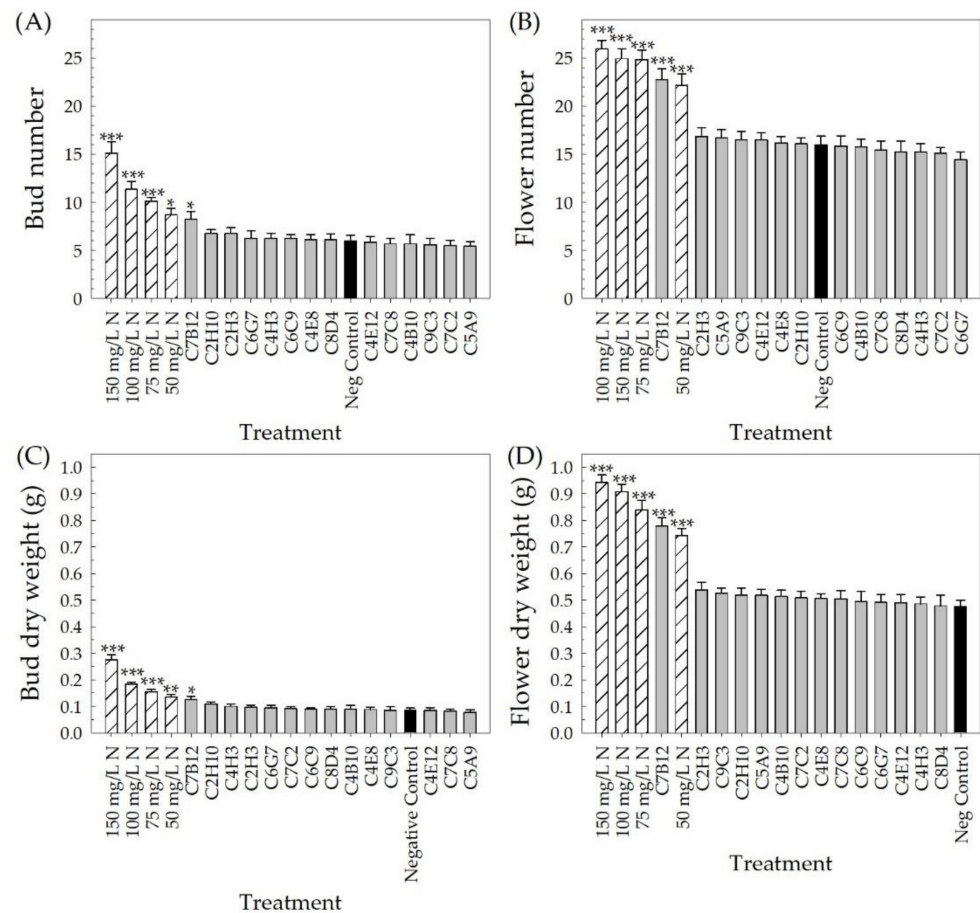 (A)
Bud number
25
20
15
10
5
0
***
***
***
*
*
150 mg/L N
100 mg/L N
75 mg/L N
50 mg/L N
C7B12
C2H10
C2H3
C6G7
C4H3
C6C9
C4E8
C8D4
Neg Control
C4E12
C7C8
C4B10
C9C3
C7C2
C5A9
Treatment
(B)
Flower number
25
20
15
10
5
0
***
***
***
***
***
100 mg/L N
150 mg/L N
75 mg/L N
C7B12
50 mg/L N
C2H3
C5A9
C9C3
C4E12
C4E8
C2H10
Neg Control
C6C9
C4B10
C7C8
C8D4
C4H3
C7C2
C6G7
Treatment
(C)
Bud dry weight (g)
1.0
0.9
0.8
0.7
0.6
0.5
0.4
0.3
0.2
0.1
0.0
***
***
***
**
*
150 mg/L N
100 mg/L N
75 mg/L N
50 mg/L N
C7B12
C2H10
C4H3
C2H3
C6G7
C7C2
C6C9
C8D4
C4B10
C4E8
C9C3
Negative Control
C4E12
C7C8
C5A9
Treatment
(D)
Flower dry weight (g)
1.0
0.9
0.8
0.7
0.6
0.5
0.4
0.3
0.2
0.1
0.0
***
***
***
***
***
150 mg/L N
100 mg/L N
75 mg/L N
C7B12
50 mg/L N
C2H3
C9C3
C2H10
C5A9
C4B10
C7C2
C4E8
C7C8
C6C9
C6G7
C4E12
C4H3
C8D4
Neg Control
Treatment